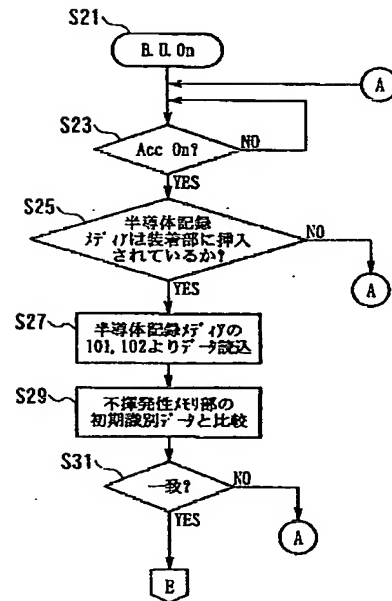 S21
B.U.On
A
S23
Acc On?
NO
YES
S25
半導体記録
メディアは装着部に挿入
されているか?
NO
A
YES
S27
半導体記録メディアの
101,102よりデータ読込
S29
不揮発性メモリ部の
初期識別データと比較
S31
一致?
NO
A
YES
E